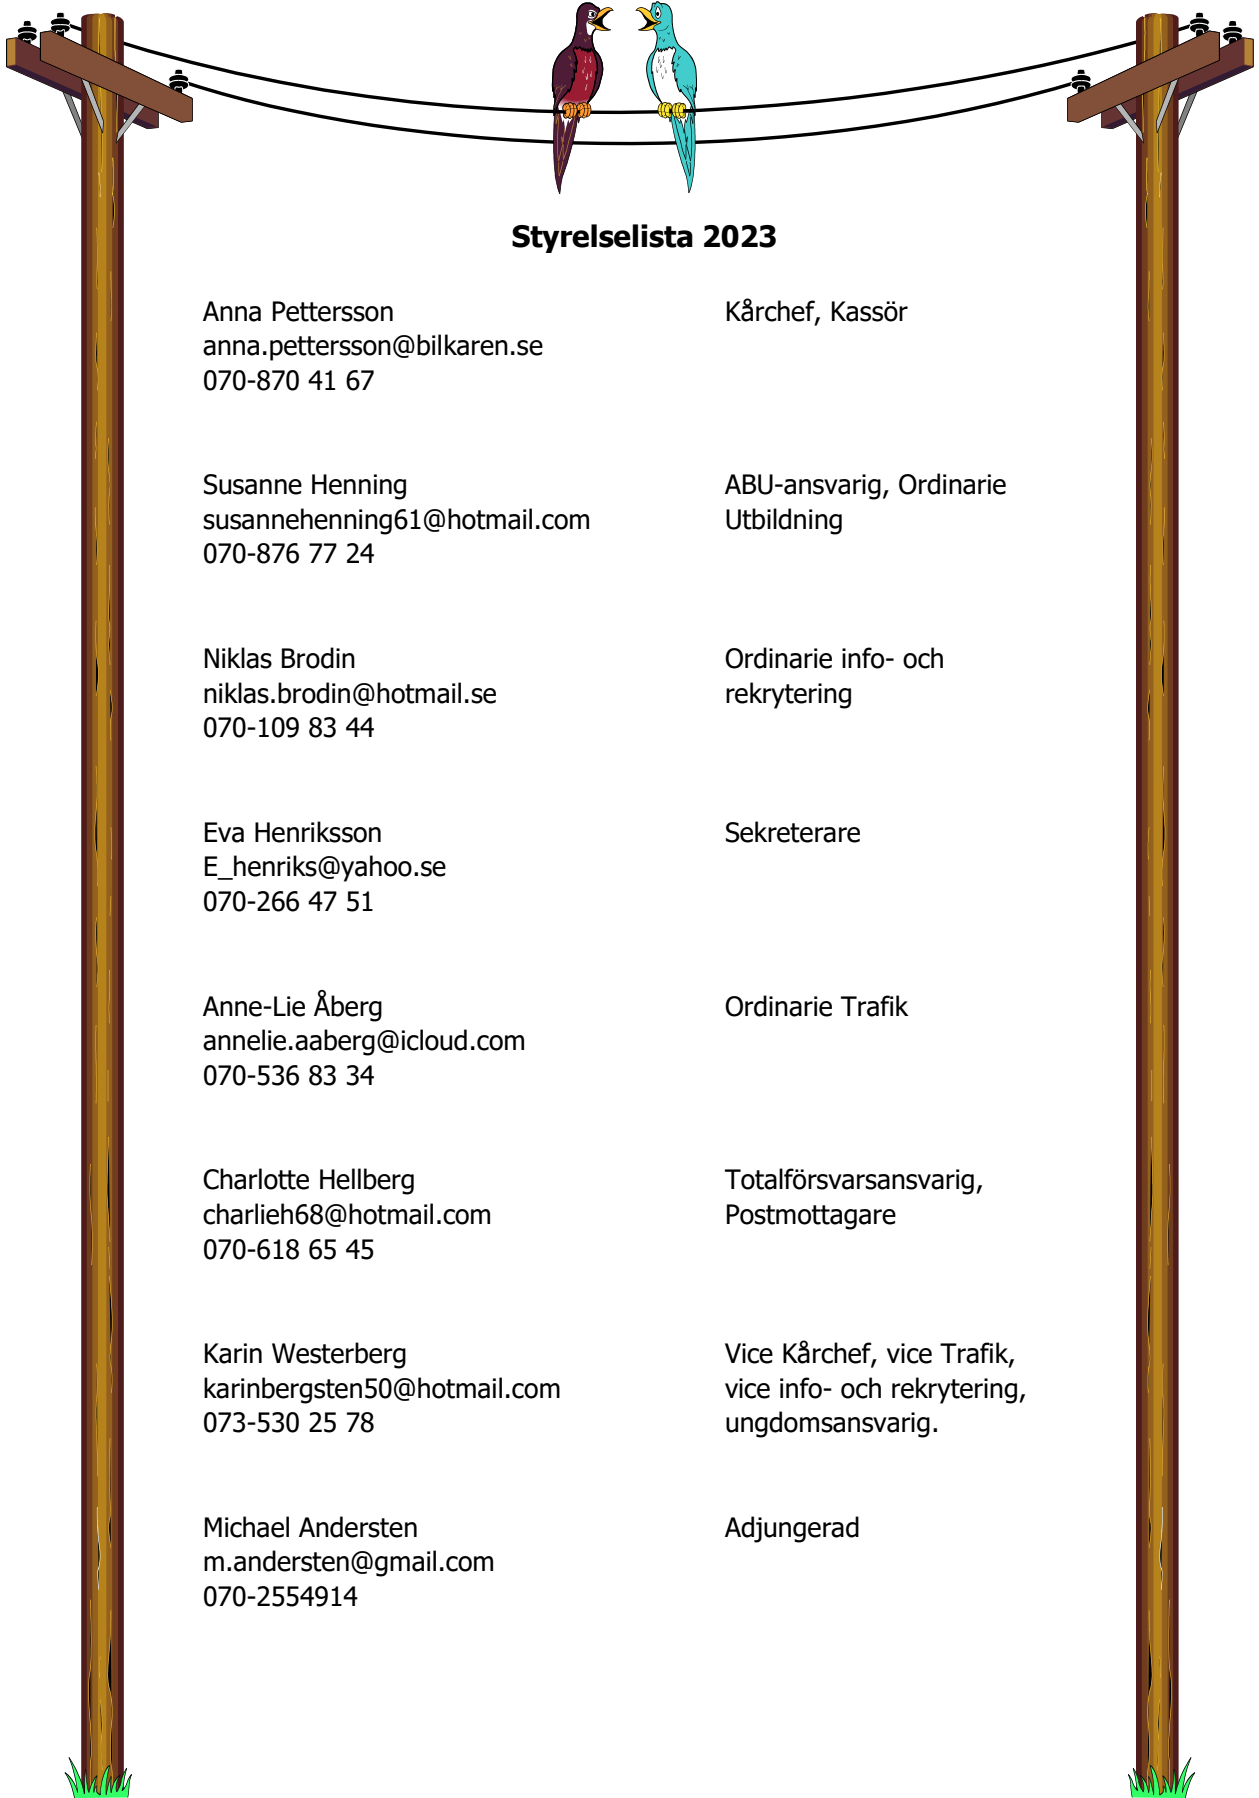 Styrelselista 2023
Anna Pettersson
anna.pettersson@bilkaren.se
070-870 41 67
Kårchef, Kassör
Susanne Henning
susannehenning61@hotmail.com
070-876 77 24
ABU-ansvarig, Ordinarie
Utbildning
Niklas Brodin
niklas.brodin@hotmail.se
070-109 83 44
Ordinarie info- och
rekrytering
Eva Henriksson
E_henriks@yahoo.se
070-266 47 51
Sekreterare
Anne-Lie Åberg
annelie.aaberg@icloud.com
070-536 83 34
Ordinarie Trafik
Charlotte Hellberg
charlieh68@hotmail.com
070-618 65 45
Totalförsvarsansvarig,
Postmottagare
Karin Westerberg
karinbergsten50@hotmail.com
073-530 25 78
Vice Kårchef, vice Trafik,
vice info- och rekrytering,
ungdomsansvarig.
Michael Andersten
m.andersten@gmail.com
070-2554914
Adjungerad